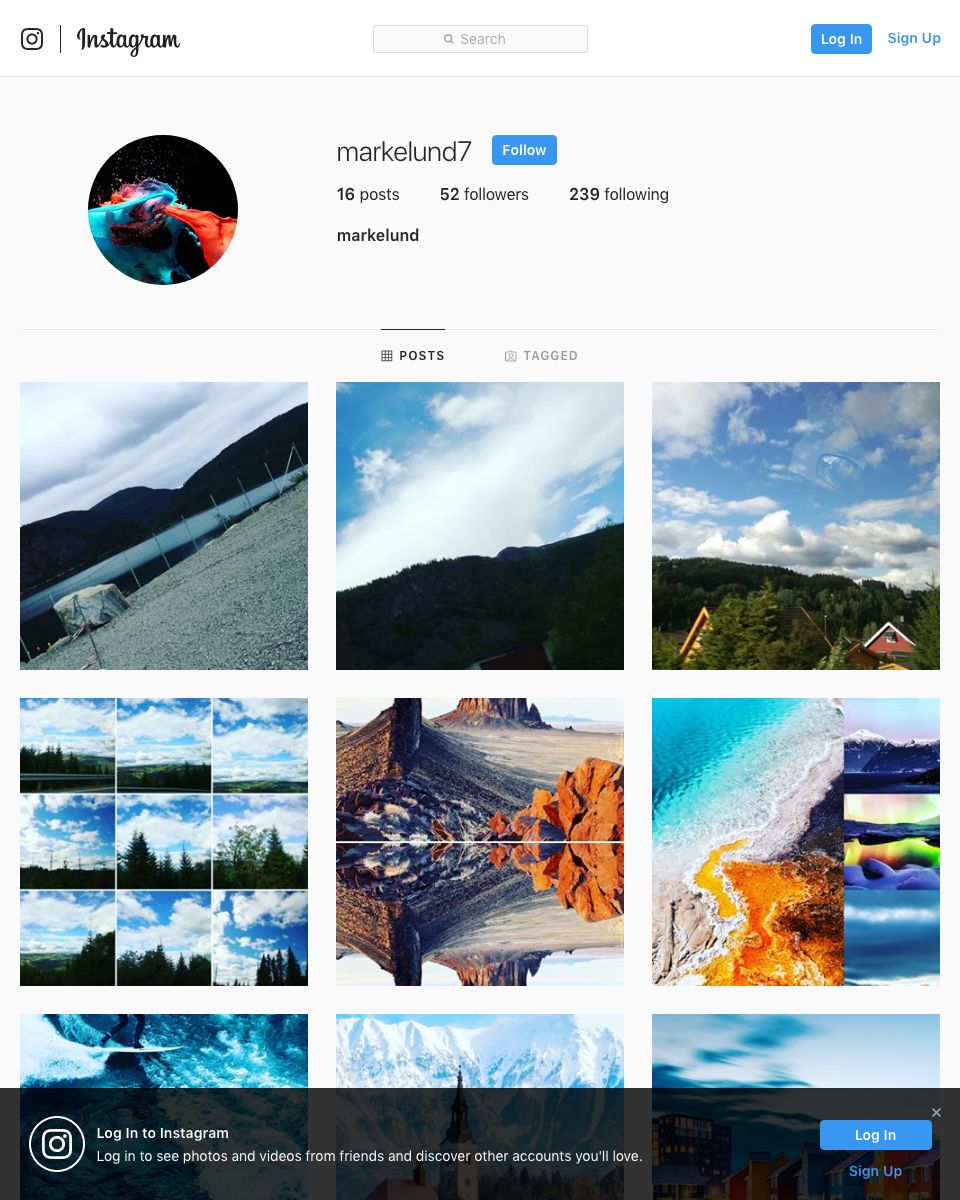 Instagram
Search
Log In
Sign Up
markelund7
Follow
16 posts
52 followers
239 following
markelund
POSTS
TAGGED
Log In to Instagram
Log in to see photos and videos from friends and discover other accounts you'll love.
Log In
Sign Up